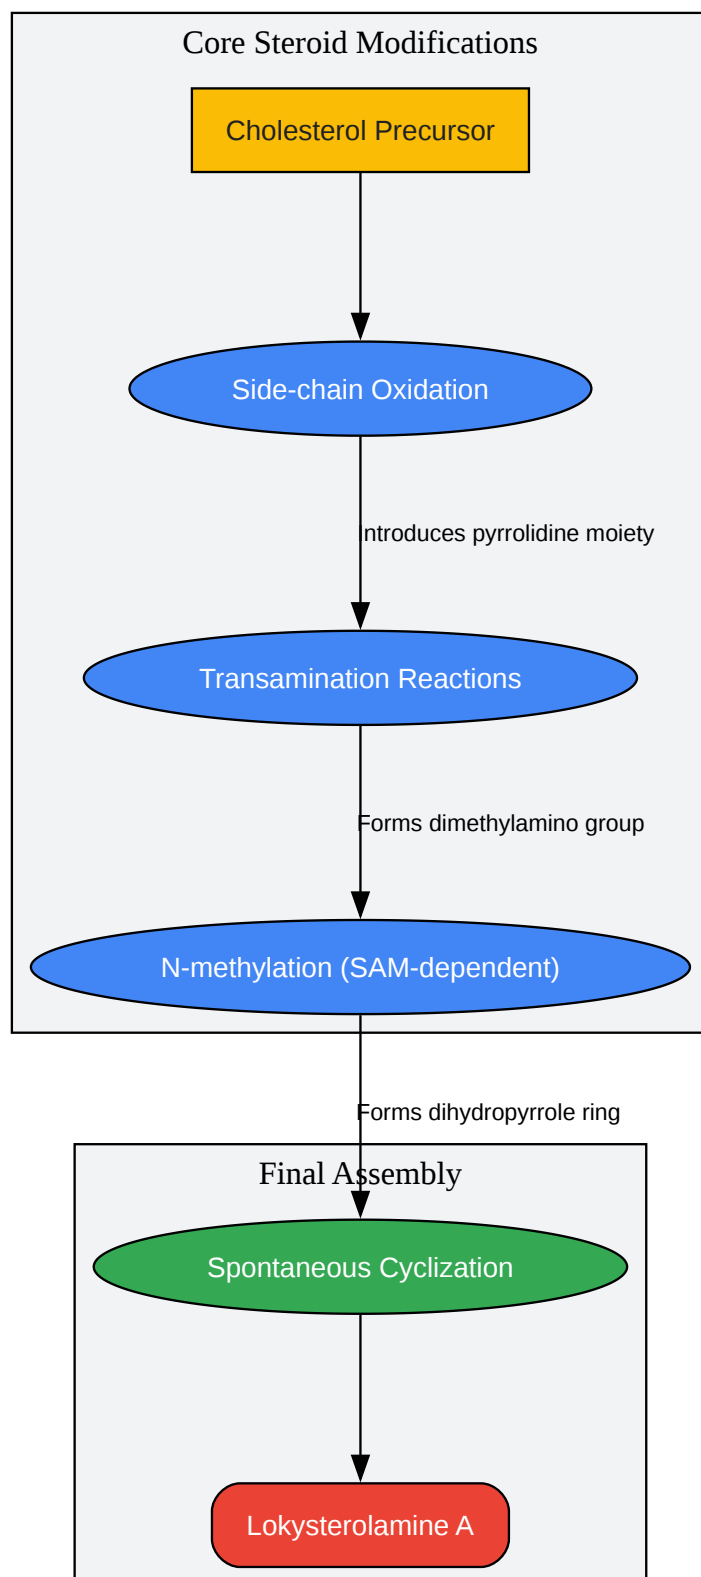 Core Steroid Modifications
Cholesterol Precursor
Side-chain Oxidation
Introduces pyrrolidine moiety
Transamination Reactions
Forms dimethylamino group
N-methylation (SAM-dependent)
Forms dihydropyrrole ring
Final Assembly
Spontaneous Cyclization
Lokysterolamine A